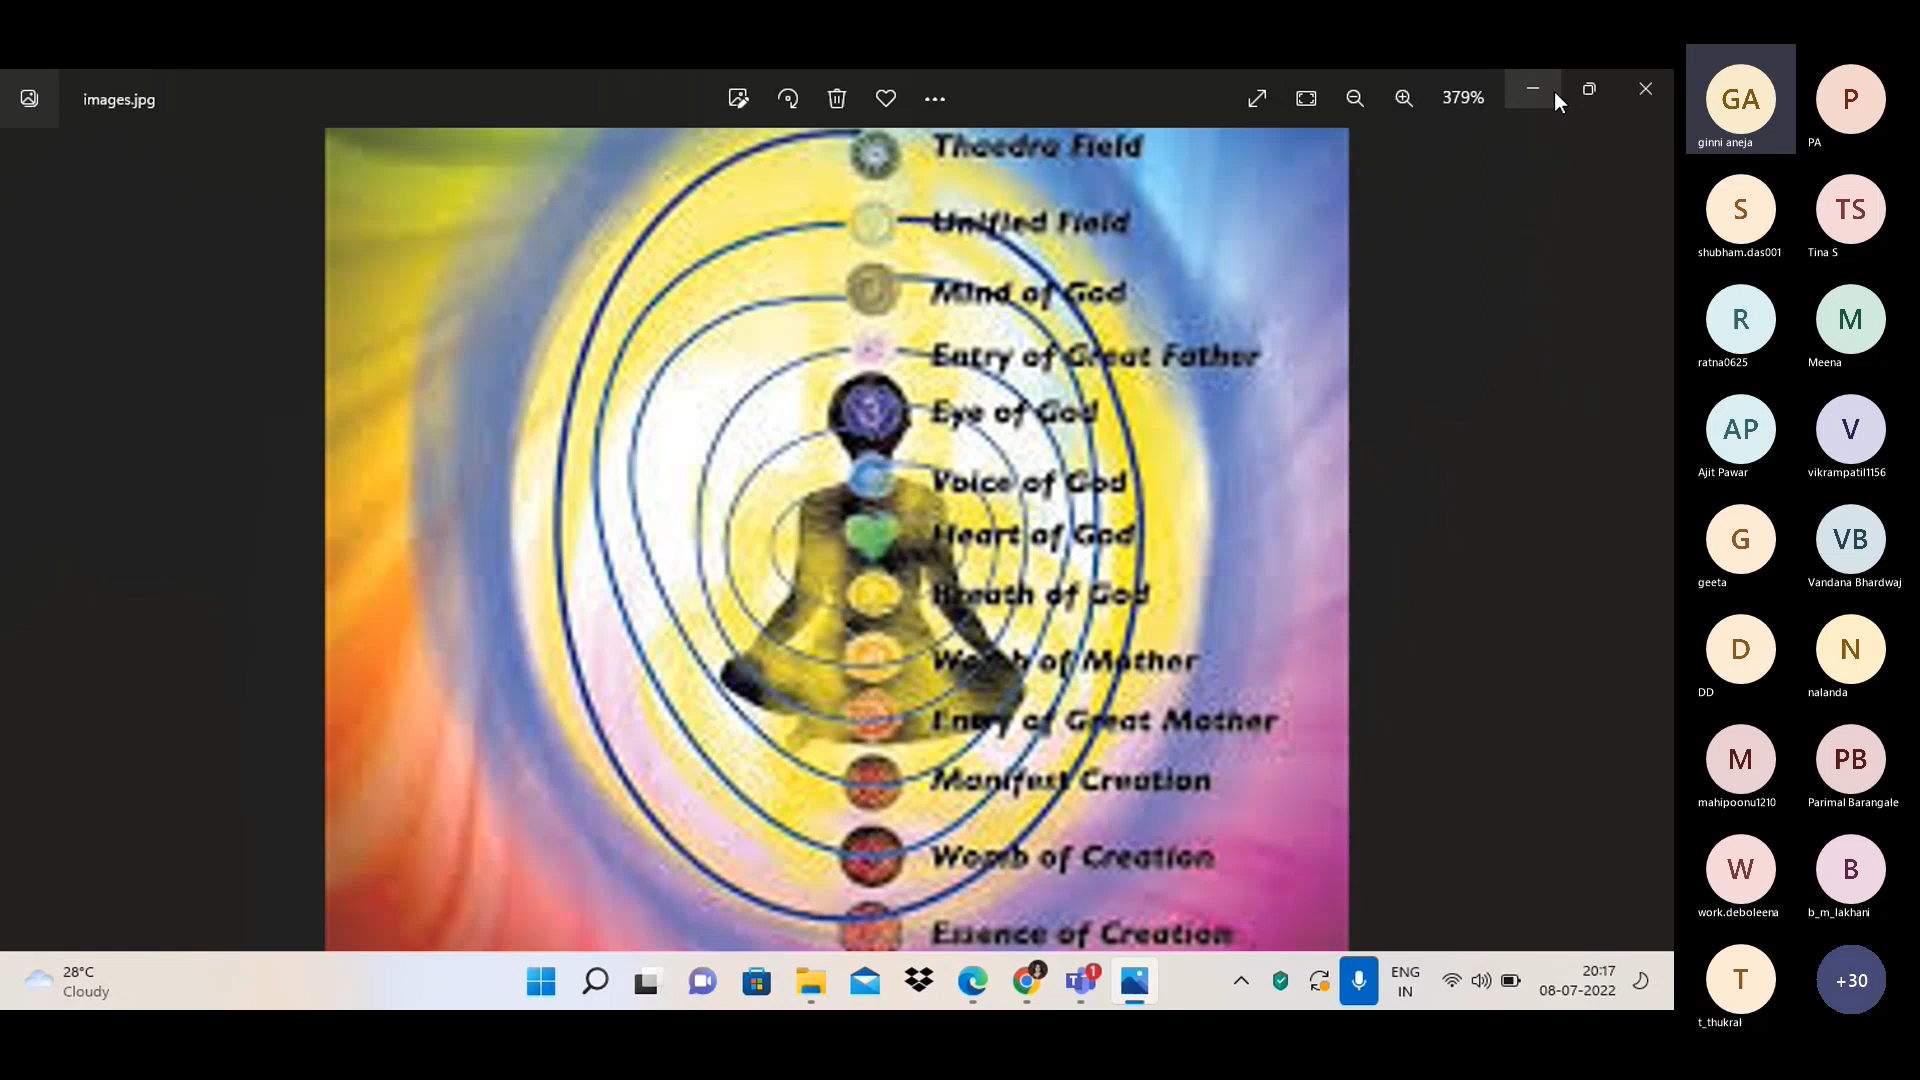 images.jpg
379%
Thaedra Field
Unified Field
Mind of God
Entry of Great Father
Eye of God
Voice of God
Heart of God
Breath of God
Womb of Mother
Entry of Great Mother
Manifest Creation
Womb of Creation
Essence of Creation
28°C
Cloudy
1
ENG
IN
20:17
08-07-2022
GA
ginni aneja
P
PA
S
shubham.das001
TS
Tina S
R
ratna0625
M
Meena
AP
Ajit Pawar
V
vikrampatil1156
G
geeta
VB
Vandana Bhardwaj
D
DD
N
nalanda
M
mahipoonu1210
PB
Parimal Barangale
W
work.deboleena
B
b_m_lakhani
T
t_thukral
+30